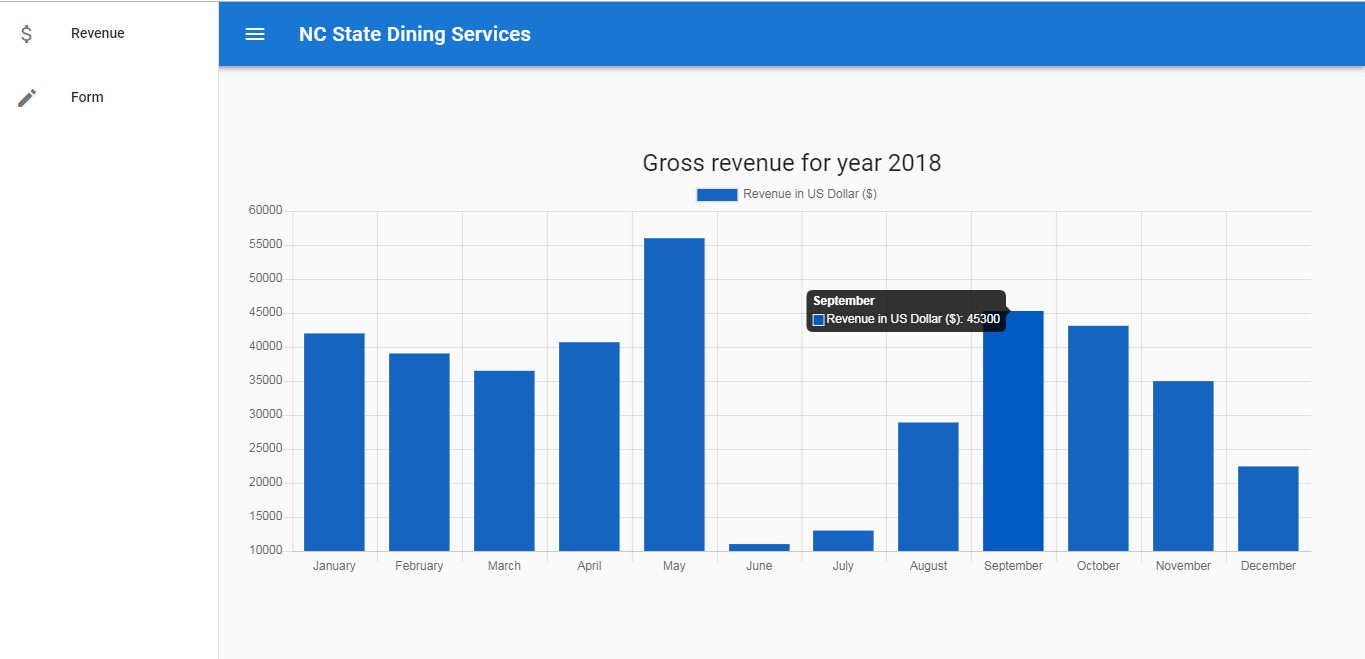 Revenue
Form
NC State Dining Services
Gross revenue for year 2018
Revenue in US Dollar ($)
60000
55000
50000
45000
40000
35000
30000
25000
20000
15000
10000
September
Revenue in US Dollar ($): 45300
January February March April May June July August September October November December